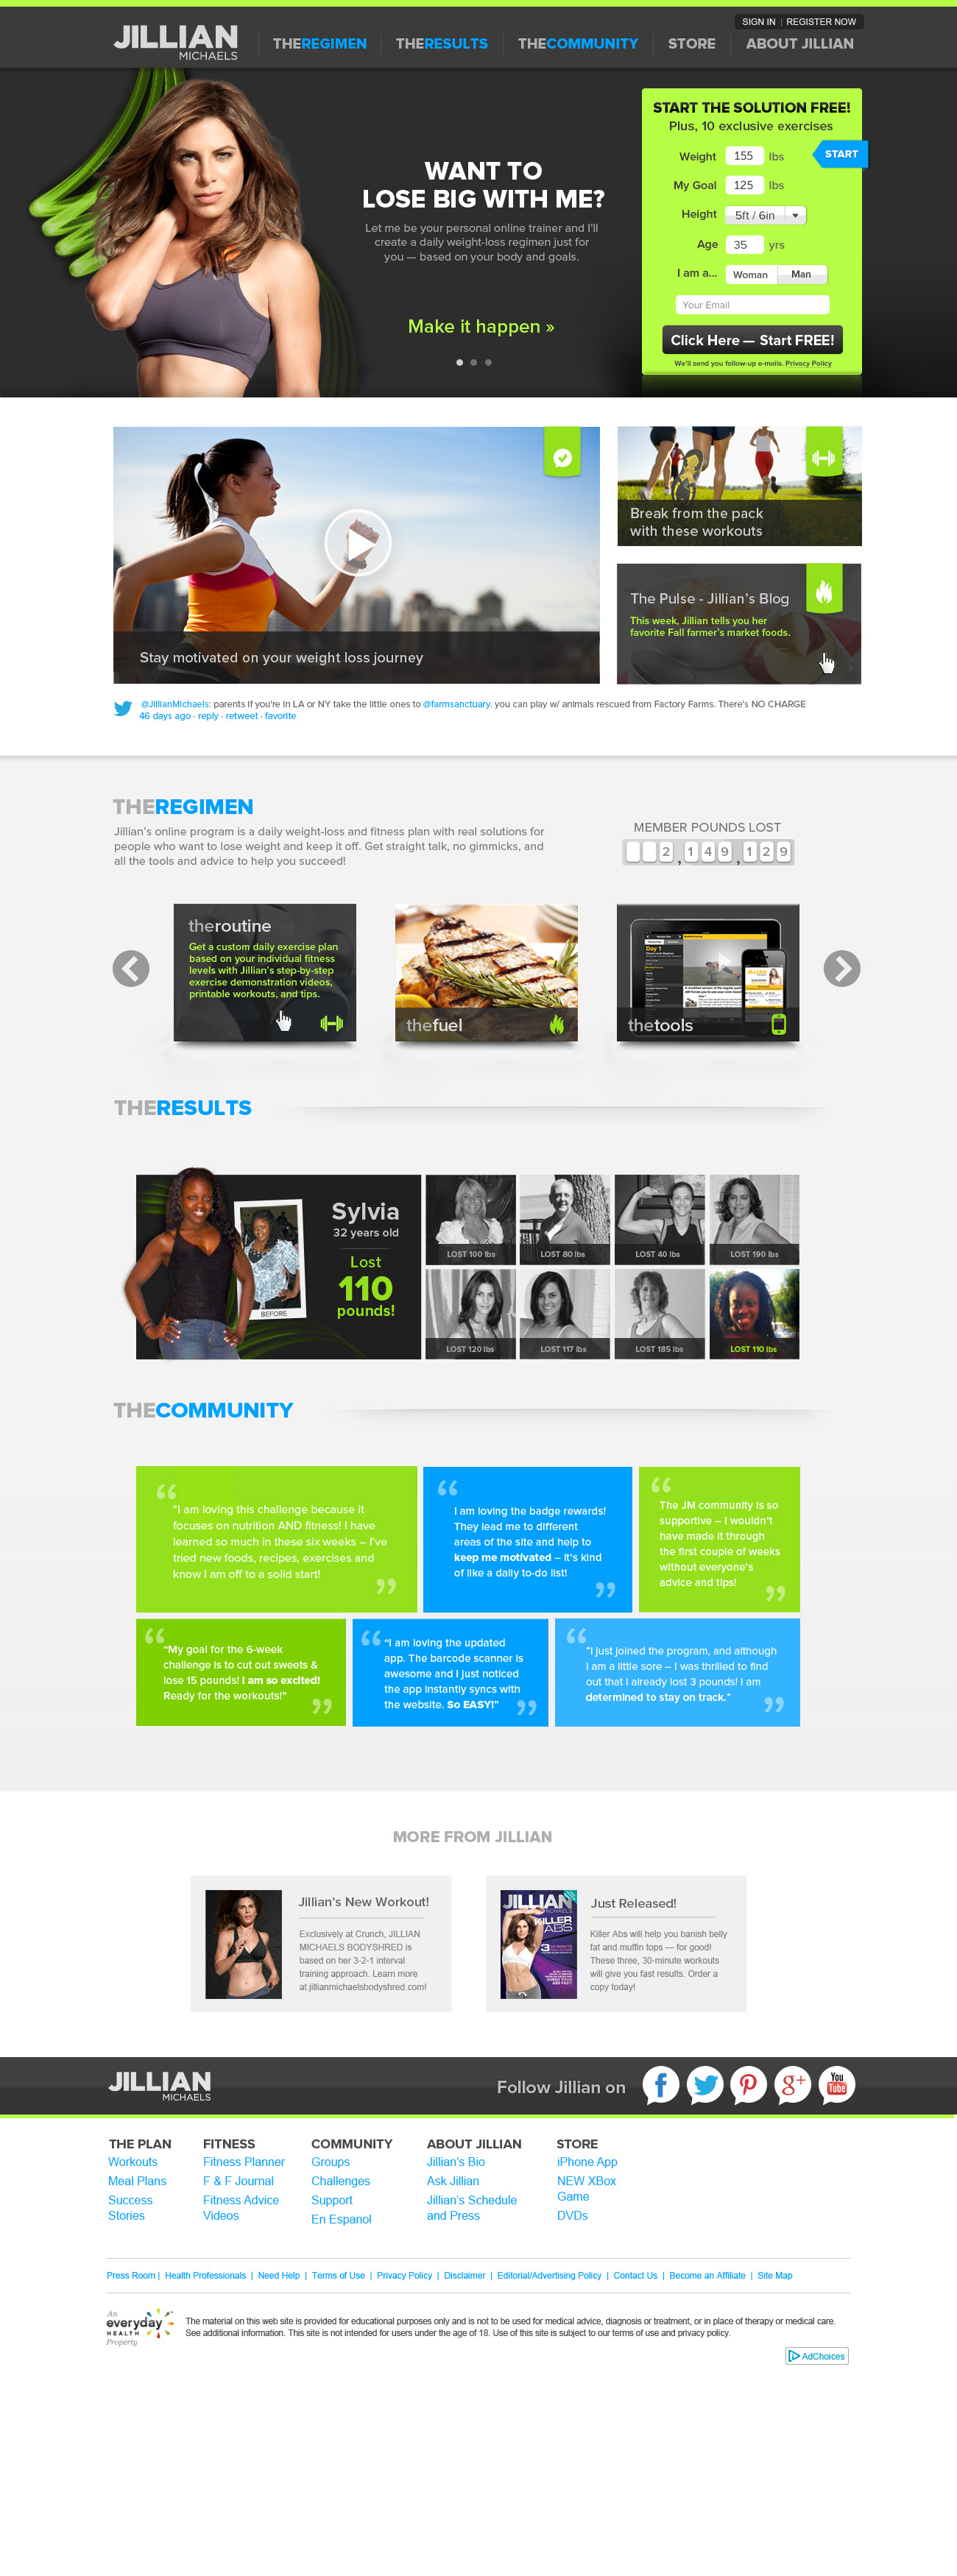 SIGN IN | REGISTER NOW
JILLIAN
MICHAELS
THEREGIMEN
THERESULTS
THECOMMUNITY
STORE
ABOUT JILLIAN
WANT TO
LOSE BIG WITH ME?
Let me be your personal online trainer and I'll
create a daily weight-loss regimen just for
you — based on your body and goals.
Make it happen »
START THE SOLUTION FREE!
Plus, 10 exclusive exercises
Weight 155 lbs
START
My Goal 125 lbs
Height 5ft / 6in
Age 35 yrs
I am a... Woman Man
Your Email
Click Here — Start FREE!
We'll send you follow-up e-mails. Privacy Policy
Stay motivated on your weight loss journey
Break from the pack
with these workouts
The Pulse - Jillian's Blog
This week, Jillian tells you her
favorite Fall farmer's market foods.
@JillianMichaels: parents if you're in LA or NY take the little ones to @farmsanctuary. you can play w/ animals rescued from Factory Farms. There's NO CHARGE
46 days ago · reply · retweet · favorite
THEREGIMEN
Jillian's online program is a daily weight-loss and fitness plan with real solutions for
people who want to lose weight and keep it off. Get straight talk, no gimmicks, and
all the tools and advice to help you succeed!
MEMBER POUNDS LOST
2,149,129
theroutine
Get a custom daily exercise plan
based on your individual fitness
levels with Jillian's step-by-step
exercise demonstration videos,
printable workouts, and tips.
thefuel
Day 1
thetools
THERESULTS
BEFORE
Sylvia
32 years old
Lost
110
pounds!
LOST 100 lbs
LOST 80 lbs
LOST 40 lbs
LOST 190 lbs
LOST 120 lbs
LOST 117 lbs
LOST 185 lbs
LOST 110 lbs
THECOMMUNITY
"I am loving this challenge because it
focuses on nutrition AND fitness! I have
learned so much in these six weeks – I've
tried new foods, recipes, exercises and
know I am off to a solid start!
I am loving the badge rewards!
They lead me to different
areas of the site and help to
keep me motivated – it's kind
of like a daily to-do list!
The JM community is so
supportive – I wouldn't
have made it through
the first couple of weeks
without everyone's
advice and tips!
"My goal for the 6-week
challenge is to cut out sweets &
lose 15 pounds! I am so excited!
Ready for the workouts!"
"I am loving the updated
app. The barcode scanner is
awesome and I just noticed
the app instantly syncs with
the website. So EASY!"
"I just joined the program, and although
I am a little sore – I was thrilled to find
out that I already lost 3 pounds! I am
determined to stay on track."
MORE FROM JILLIAN
Jillian's New Workout!
Exclusively at Crunch, JILLIAN
MICHAELS BODYSHRED is
based on her 3-2-1 interval
training approach. Learn more
at jillianmichaelsbodyshred.com!
JILLIAN
MICHAELS
KILLER
ABS
Just Released!
Killer Abs will help you banish belly
fat and muffin tops — for good!
These three, 30-minute workouts
will give you fast results. Order a
copy today!
JILLIAN
MICHAELS
Follow Jillian on
You
Tube
THE PLAN
Workouts
Meal Plans
Success
Stories
FITNESS
Fitness Planner
F & F Journal
Fitness Advice
Videos
COMMUNITY
Groups
Challenges
Support
En Espanol
ABOUT JILLIAN
Jillian's Bio
Ask Jillian
Jillian's Schedule
and Press
STORE
iPhone App
NEW XBox
Game
DVDs
Press Room | Health Professionals | Need Help | Terms of Use | Privacy Policy | Disclaimer | Editorial/Advertising Policy | Contact Us | Become an Affiliate | Site Map
An
everyday
HEALTH
Property
The material on this web site is provided for educational purposes only and is not to be used for medical advice, diagnosis or treatment, or in place of therapy or medical care.
See additional information. This site is not intended for users under the age of 18. Use of this site is subject to our terms of use and privacy policy.
AdChoices